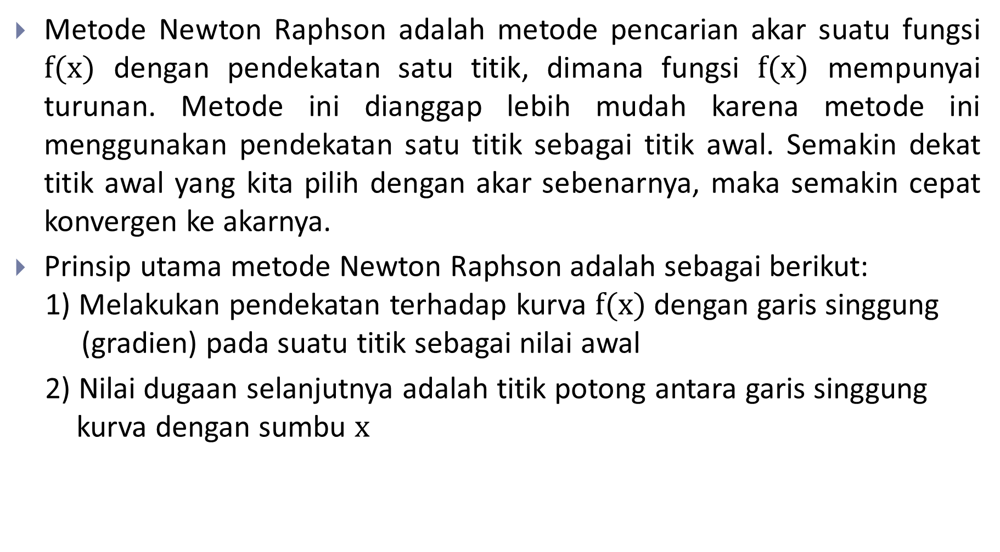 Metode Newton Raphson adalah metode pencarian akar suatu fungsi
f(x) dengan pendekatan satu titik, dimana fungsi f(x) mempunyai
turunan. Metode ini dianggap lebih mudah karena metode ini
menggunakan pendekatan satu titik sebagai titik awal. Semakin dekat
titik awal yang kita pilih dengan akar sebenarnya, maka semakin cepat
konvergen ke akarnya.
Prinsip utama metode Newton Raphson adalah sebagai berikut:
1) Melakukan pendekatan terhadap kurva f(x) dengan garis singgung
(gradien) pada suatu titik sebagai nilai awal
2) Nilai dugaan selanjutnya adalah titik potong antara garis singgung
kurva dengan sumbu x